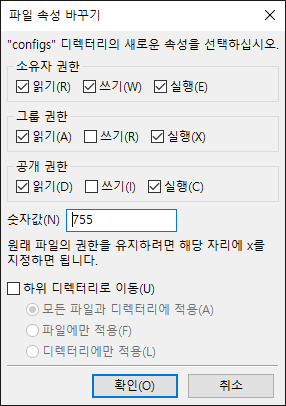 파일 속성 바꾸기
"configs" 디렉터리의 새로운 속성을 선택하십시오.
소유자 권한
읽기(R) 쓰기(W) 실행(E)
그룹 권한
읽기(A) 쓰기(R) 실행(X)
공개 권한
읽기(D) 쓰기(I) 실행(C)
숫자값(N) 755
원래 파일의 권한을 유지하려면 해당 자리에 x를
지정하면 됩니다.
하위 디렉터리로 이동(U)
모든 파일과 디렉터리에 적용(A)
파일에만 적용(F)
디렉터리에만 적용(L)
확인(O) 취소